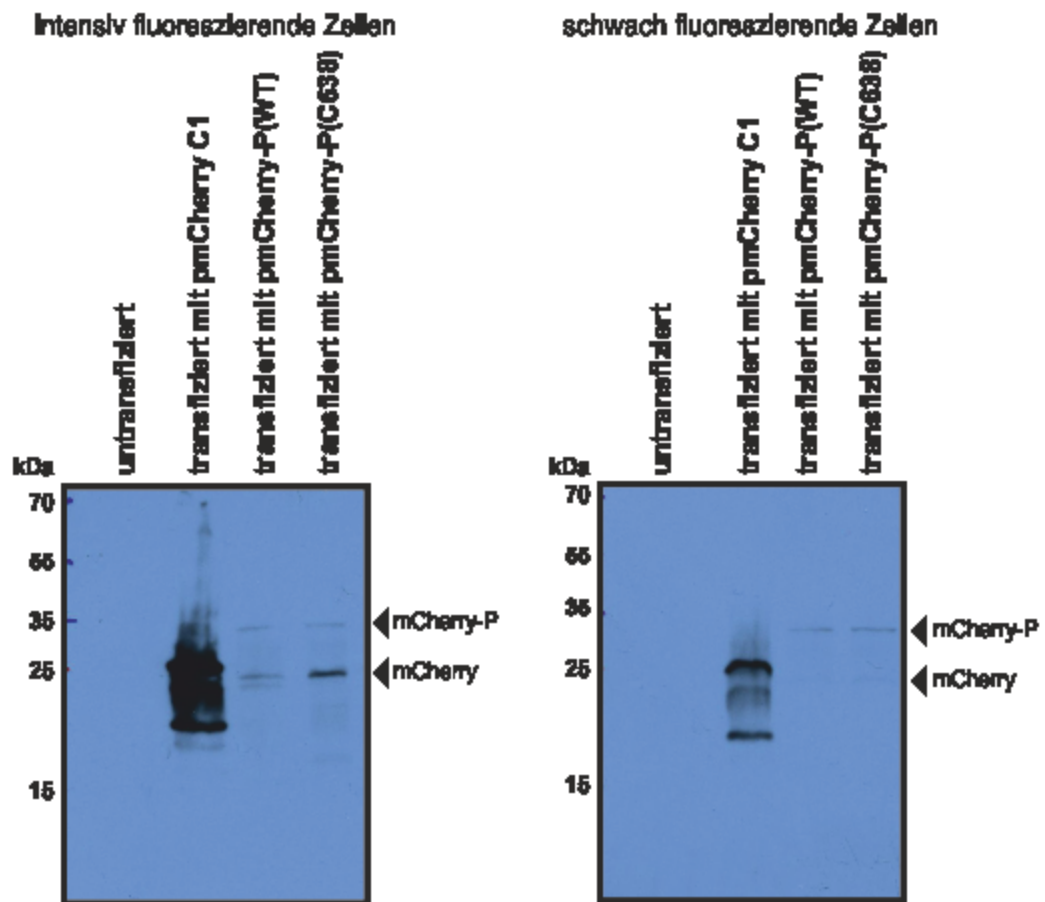 intensiv fluoreszierende Zellen
untransfiziert
transfiziert mit pmCherry C1
transfiziert mit pmCherry-P(WT)
transfiziert mit pmCherry-P(C638)
kDa
70
55
35
25
15
mCherry-P
mCherry
schwach fluoreszierende Zellen
untransfiziert
transfiziert mit pmCherry C1
transfiziert mit pmCherry-P(WT)
transfiziert mit pmCherry-P(C638)
kDa
70
55
35
25
15
mCherry-P
mCherry